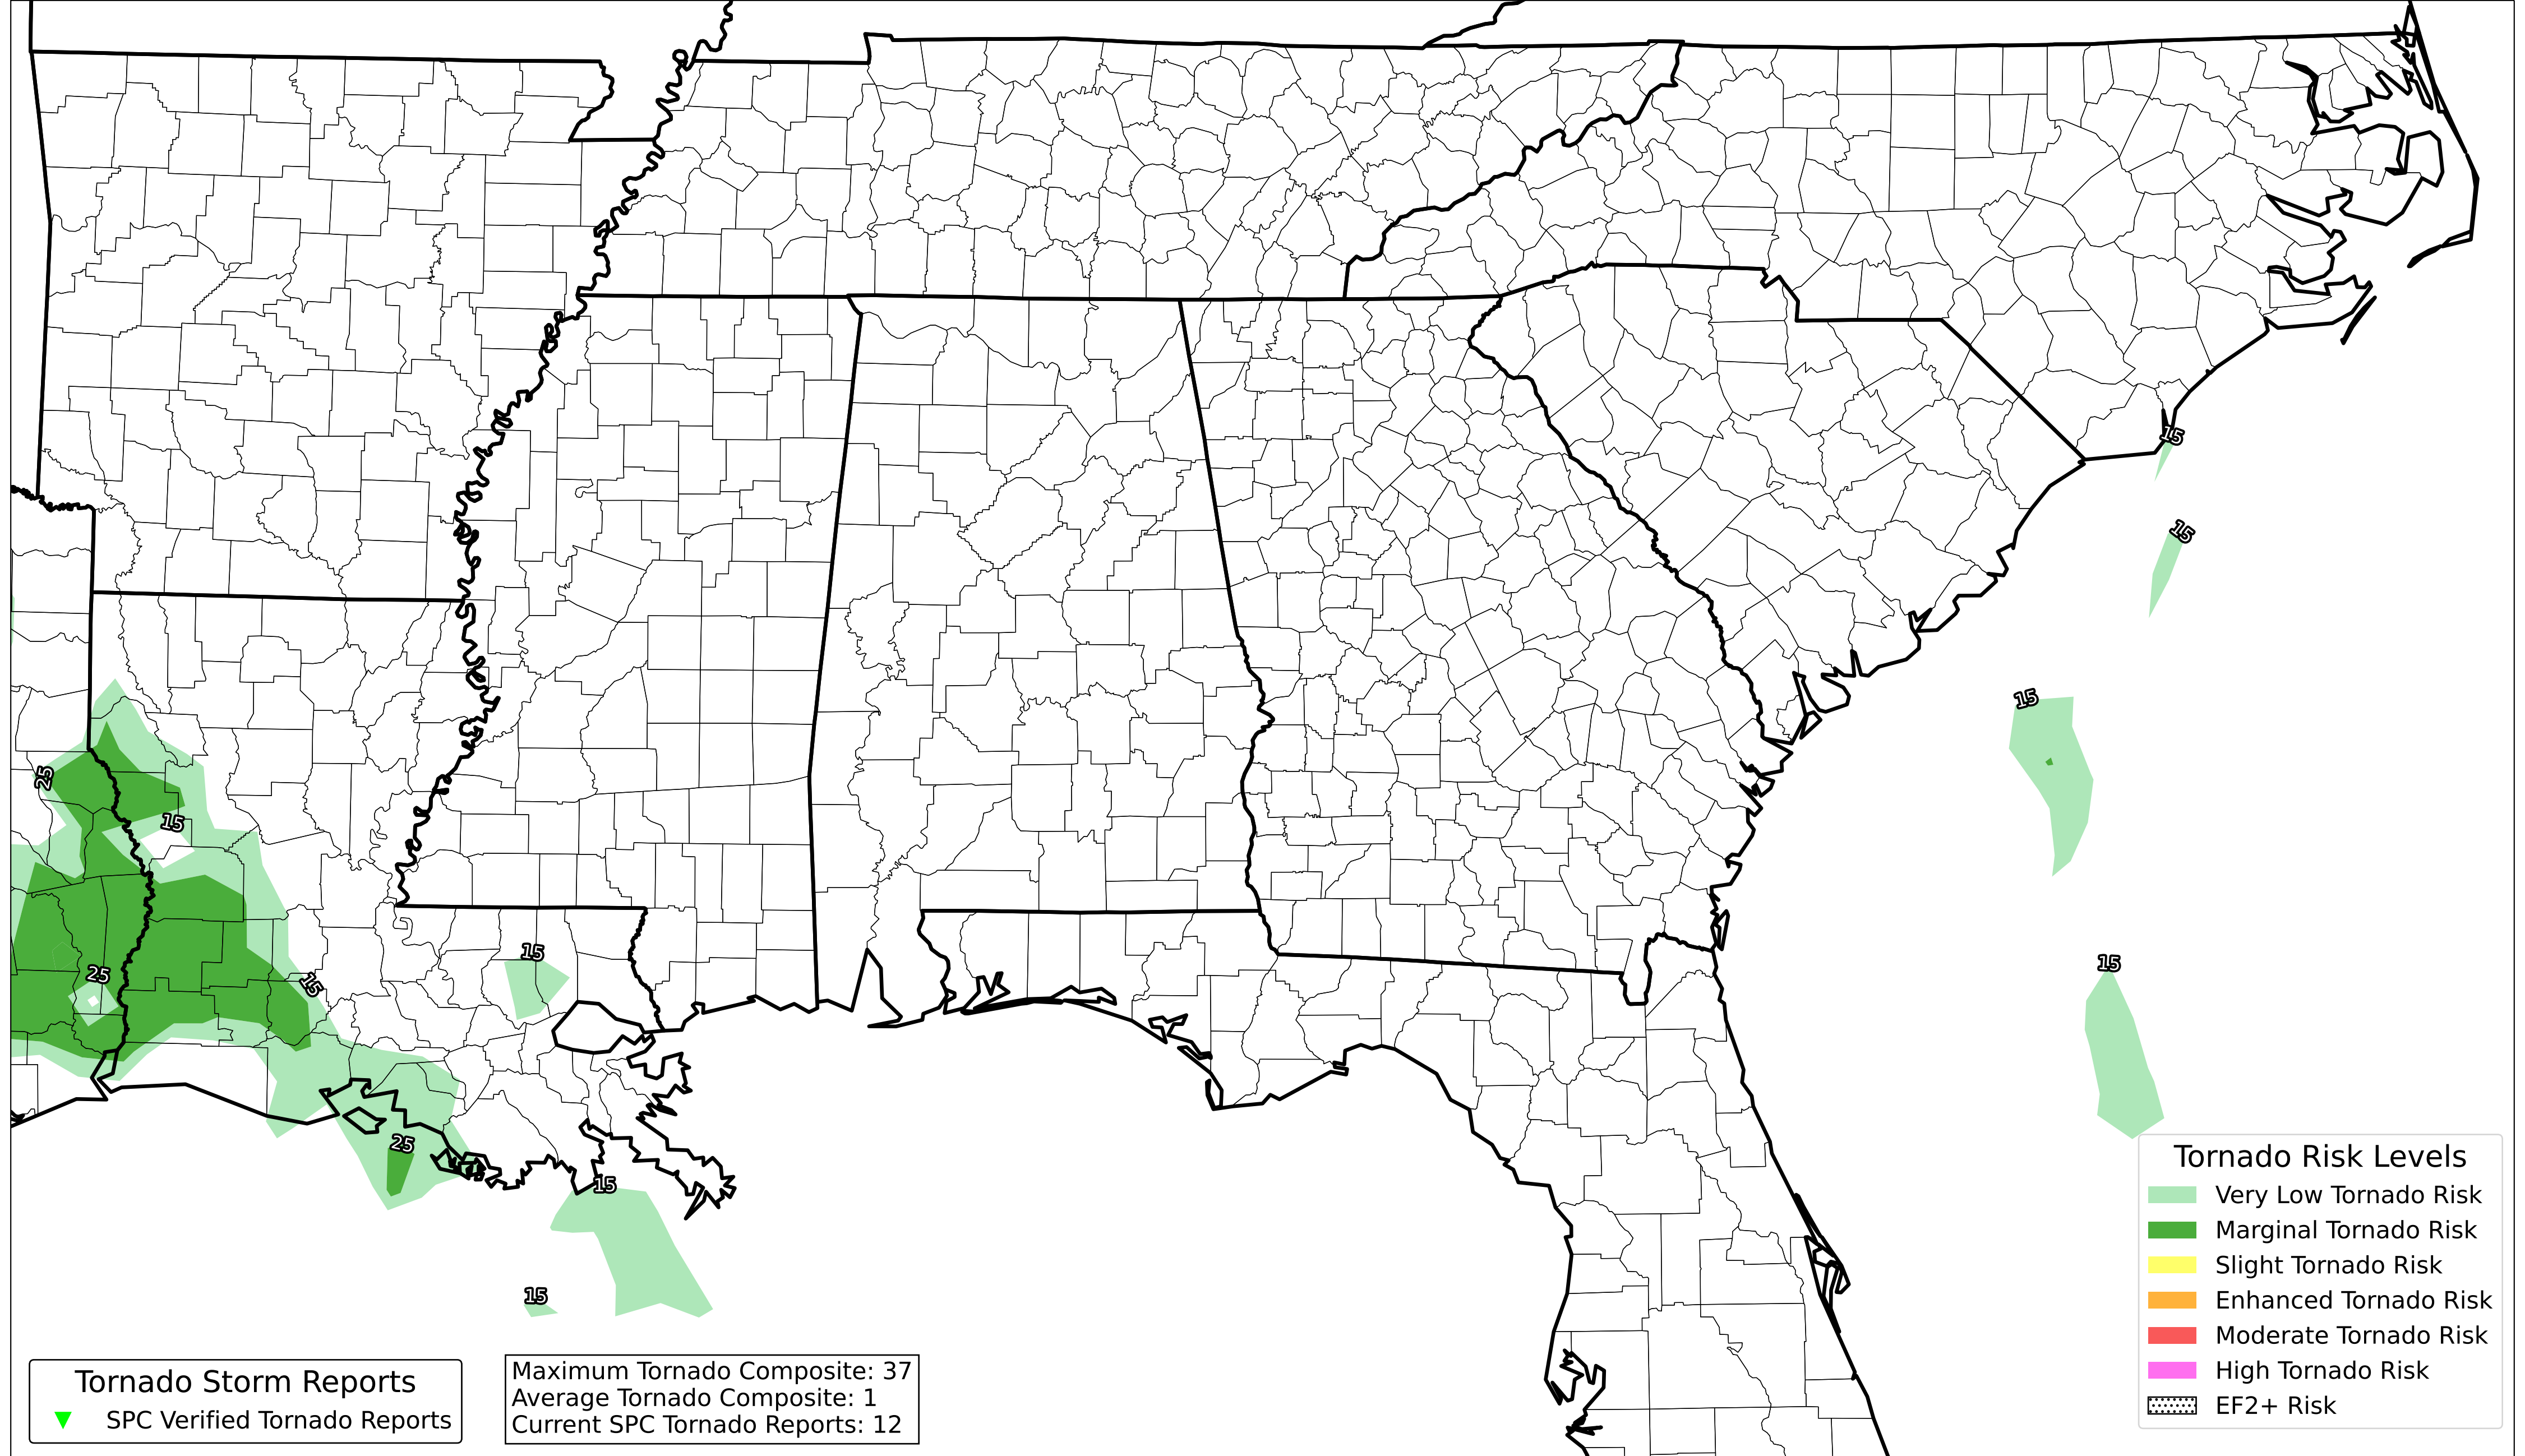 15
15
15
25
15
15
25
15
15
25
15
15
Tornado Risk Levels
Very Low Tornado Risk
Marginal Tornado Risk
Slight Tornado Risk
Enhanced Tornado Risk
Moderate Tornado Risk
High Tornado Risk
EF2+ Risk
Tornado Storm Reports
SPC Verified Tornado Reports
Maximum Tornado Composite: 37
Average Tornado Composite: 1
Current SPC Tornado Reports: 12